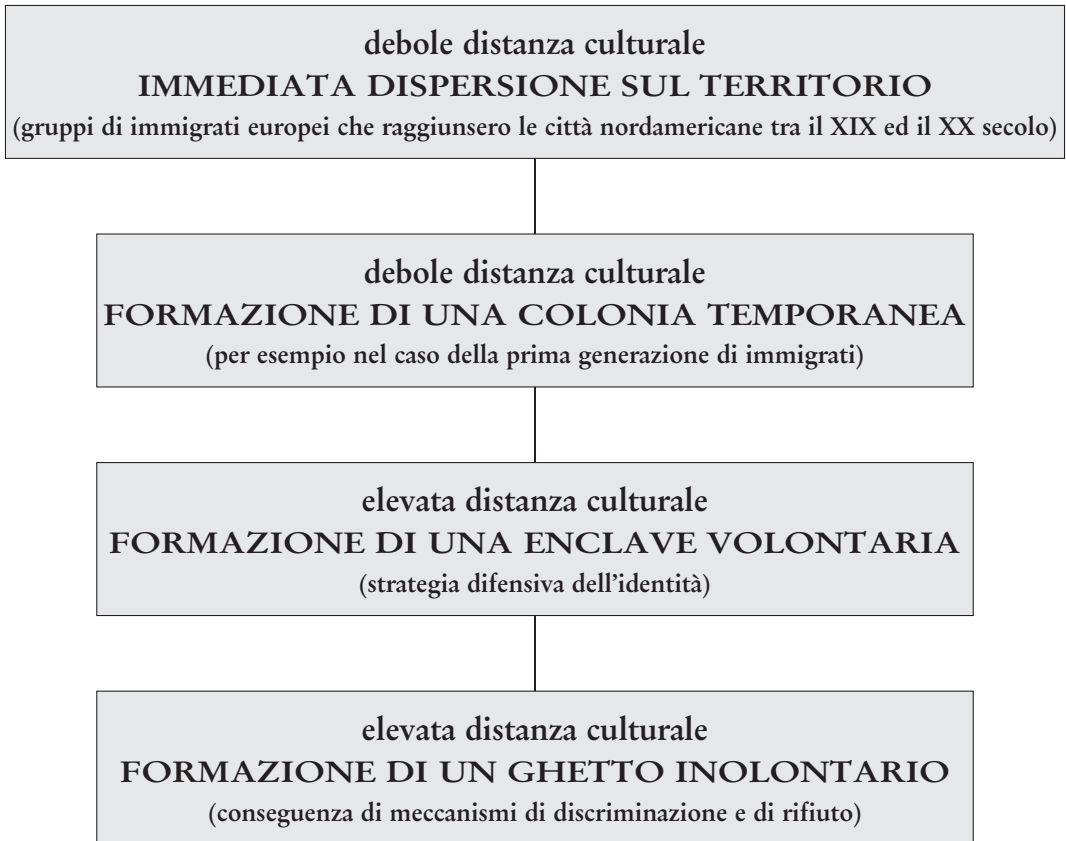 debole distanza culturale
IMMEDIATA DISPERSIONE SUL TERRITORIO
(gruppi di immigrati europei che raggiunsero le città nordamericane tra il XIX ed il XX secolo)
debole distanza culturale
FORMAZIONE DI UNA COLONIA TEMPORANEA
(per esempio nel caso della prima generazione di immigrati)
elevata distanza culturale
FORMAZIONE DI UNA ENCLAVE VOLONTARIA
(strategia difensiva dell’identità)
elevata distanza culturale
FORMAZIONE DI UN GHETTO INOLONTARIO
(conseguenza di meccanismi di discriminazione e di rifiuto)